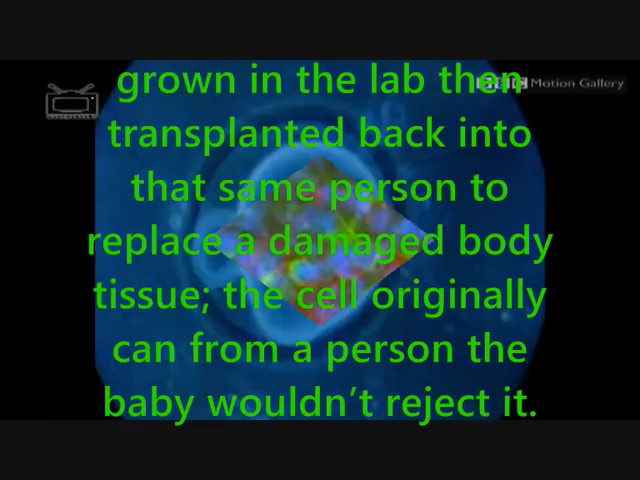 grown in the lab then
Motion Gallery
transplanted back into
that same person to
replace a damaged body
tissue; the cell originally
can from a person the
baby wouldn't reject it.